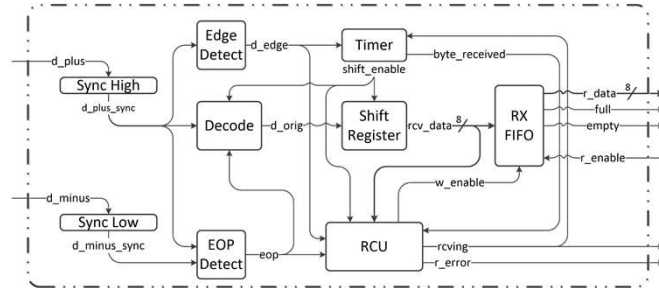 Edge
Detect
d_edge
Timer
byte_received
shift_enable
d_plus
Sync High
d_plus_sync
Decode
d_orig
Shift
Register
rcv_data
8
RX
FIFO
r_data
8
full
empty
r_enable
w_enable
d_minus
Sync Low
d_minus_sync
EOP
Detect
eop
RCU
rcving
r_error